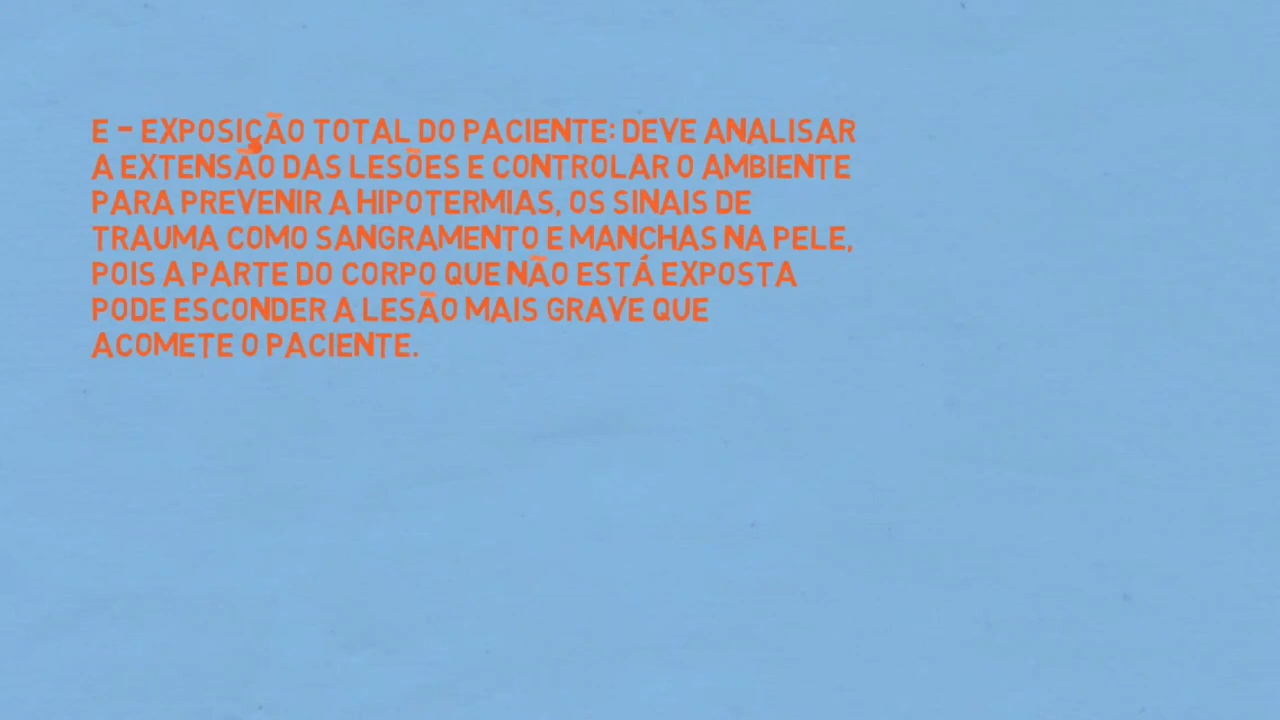 E - EXPOSIÇÃO TOTAL DO PACIENTE: DEVE ANALISAR
A EXTENSÃO DAS LESÕES E CONTROLAR O AMBIENTE
PARA PREVENIR A HIPOTERMIAS, OS SINAIS DE
TRAUMA COMO SANGRAMENTO E MANCHAS NA PELE,
POIS A PARTE DO CORPO QUE NÃO ESTÁ EXPOSTA
PODE ESCONDER A LESÃO MAIS GRAVE QUE
ACOMETE O PACIENTE.